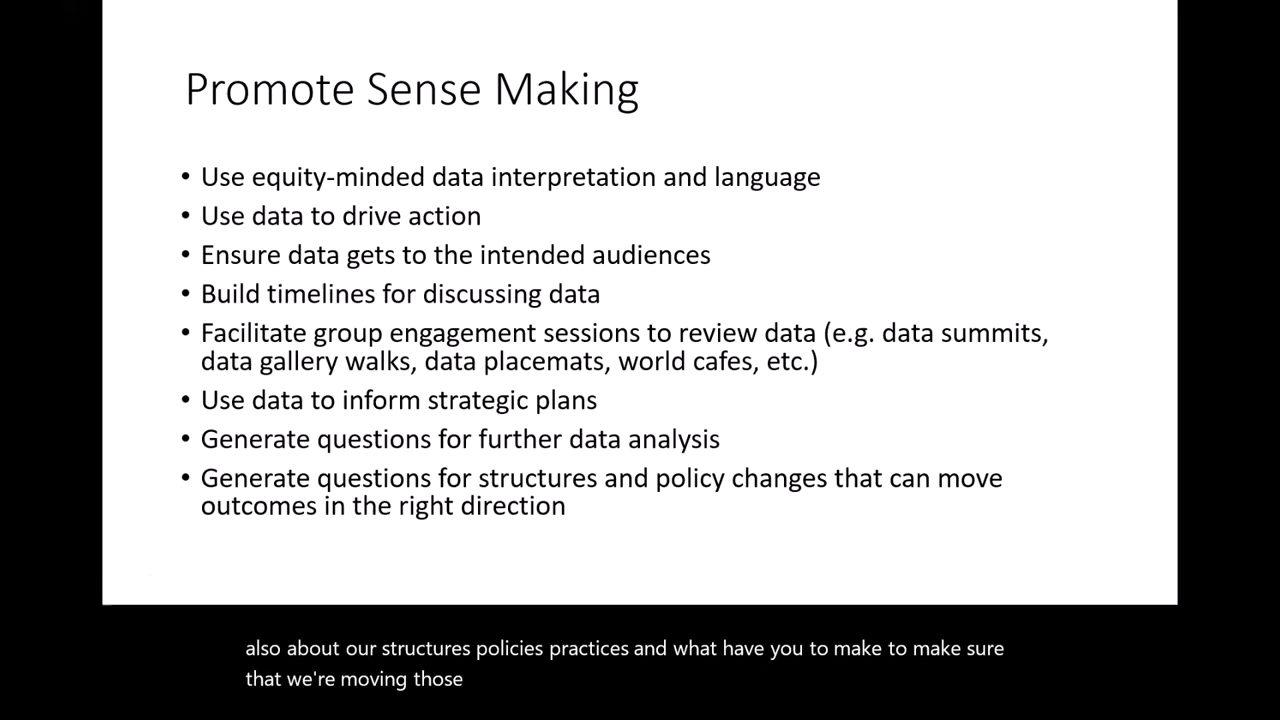 Promote Sense Making
• Use equity-minded data interpretation and language
• Use data to drive action
• Ensure data gets to the intended audiences
• Build timelines for discussing data
• Facilitate group engagement sessions to review data (e.g. data summits,
data gallery walks, data placemats, world cafes, etc.)
• Use data to inform strategic plans
• Generate questions for further data analysis
• Generate questions for structures and policy changes that can move
outcomes in the right direction
also about our structures policies practices and what have you to make to make sure
that we're moving those